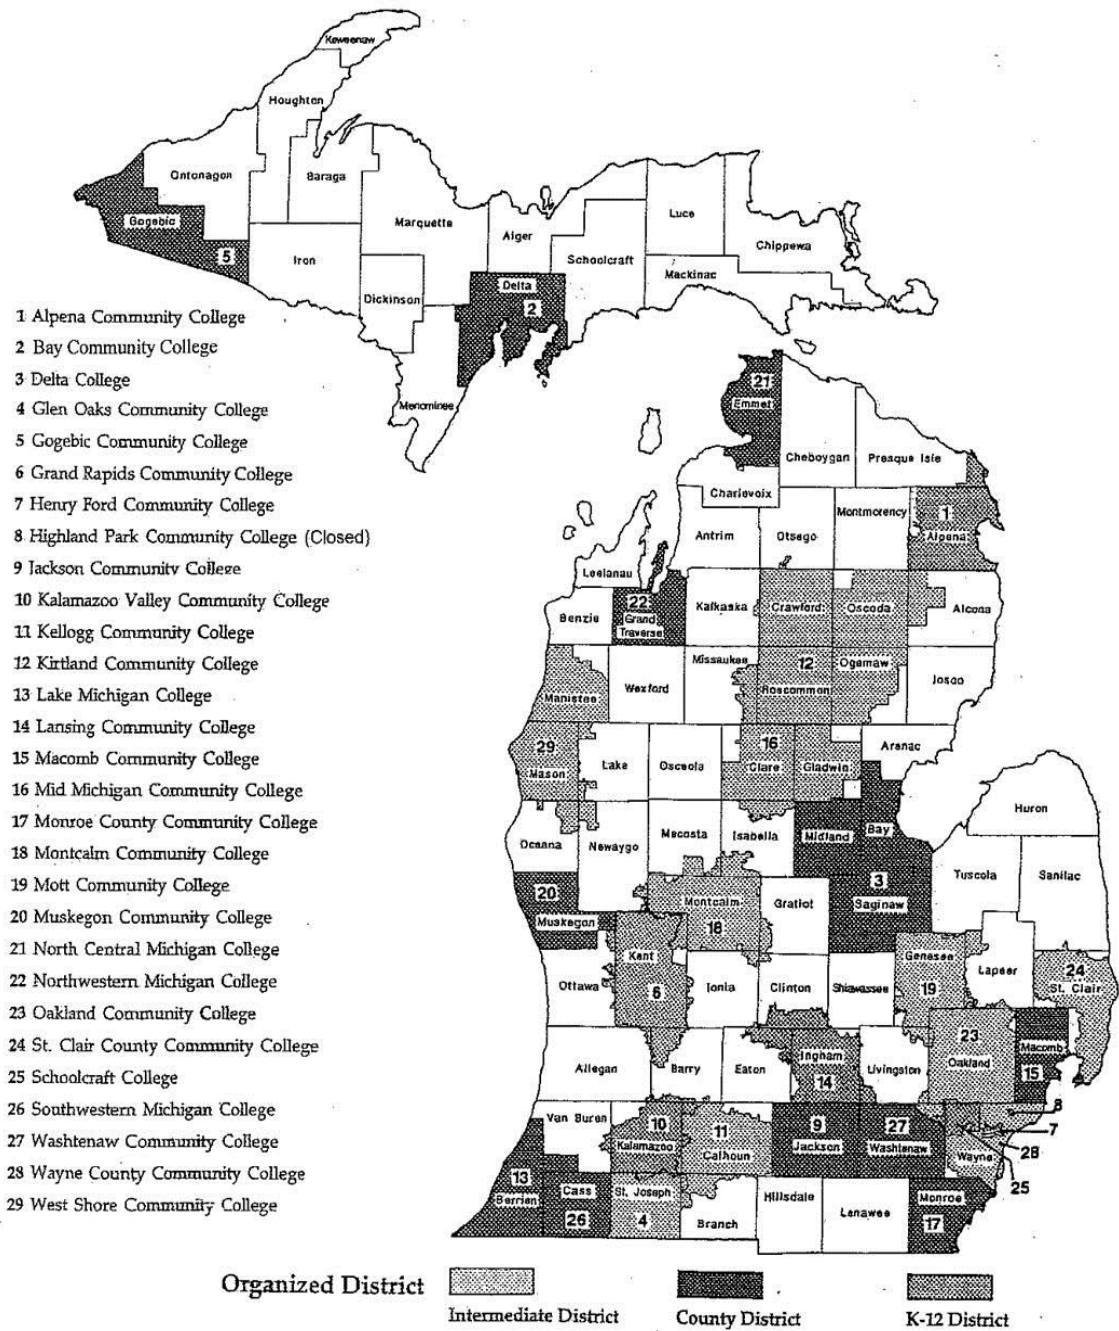 Keweenaw
Houghton
Ontonagon
Baraga
Gogebic
5
Marquette
Alger
Luce
Chippewa
Schoolcraft
Mackinac
Iron
Dickinson
Delta
2
Menominee
1 Alpena Community College
2 Bay Community College
3 Delta College
4 Glen Oaks Community College
5 Gogebic Community College
6 Grand Rapids Community College
7 Henry Ford Community College
8 Highland Park Community College (Closed)
9 Jackson Community College
10 Kalamazoo Valley Community College
11 Kellogg Community College
12 Kirtland Community College
13 Lake Michigan College
14 Lansing Community College
15 Macomb Community College
16 Mid Michigan Community College
17 Monroe County Community College
18 Montcalm Community College
19 Mott Community College
20 Muskegon Community College
21 North Central Michigan College
22 Northwestern Michigan College
23 Oakland Community College
24 St. Clair County Community College
25 Schoolcraft College
26 Southwestern Michigan College
27 Washtenaw Community College
28 Wayne County Community College
29 West Shore Community College
21
Emmet
Cheboygan
Presque Isle
Charlevoix
Antrim
Otsego
Montmorency
1
Alpena
Leelanau
Benzie
22
Grand
Traverse
Kalkaska
Crawford
Oscoda
Alcona
Manistee
Wexford
Missaukee
12
Roscommon
Ogemaw
Iosco
29
Mason
Lake
Osceola
16
Clare
Gladwin
Arenac
Huron
Oceana
Newaygo
Mecosta
Isabella
Midland
Bay
3
Saginaw
Tuscola
Sanilac
20
Muskegon
Montcalm
18
Gratiot
Kent
6
Ottawa
Ionia
Clinton
Shiawassee
Genesee
19
Lapeer
24
St. Clair
Allegan
Barry
Eaton
Ingham
14
Livingston
23
Oakland
Macomb
15
Van Buren
10
Kalamazoo
11
Calhoun
9
Jackson
27
Washtenaw
Wayne
8
7
28
25
13
Berrien
Cass
26
St. Joseph
4
Branch
Hillsdale
Lenawee
Monroe
17
Organized District
Intermediate District
County District
K-12 District